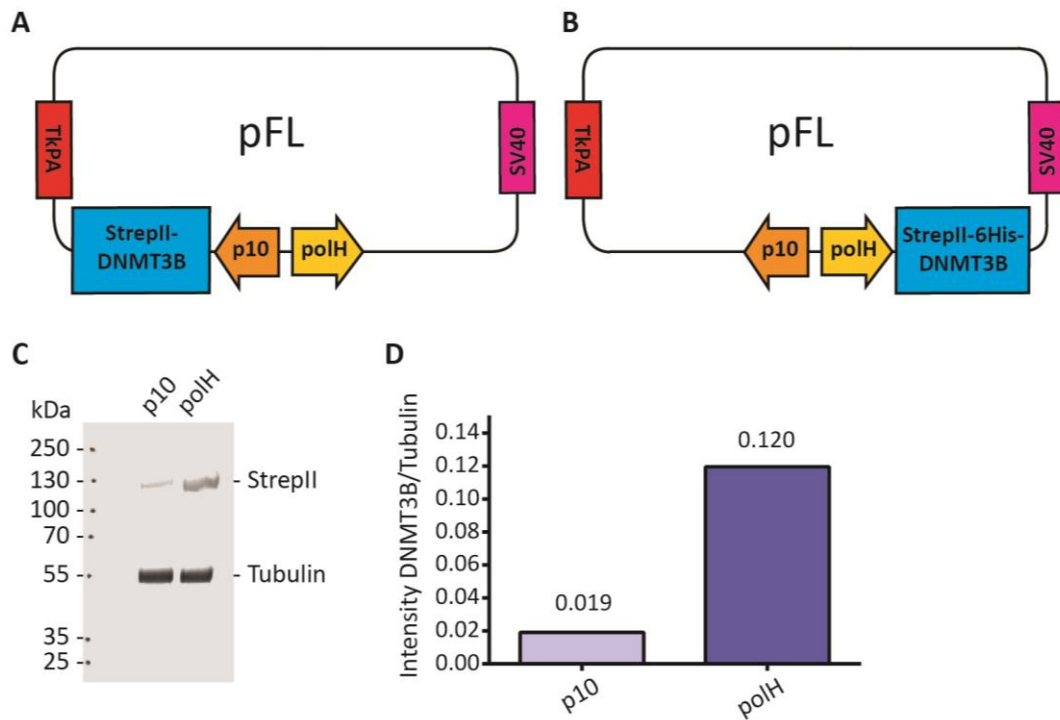 A
B
TkPA
pFL
SV40
StrepII-
DNMT3B
p10
polH
TkPA
pFL
SV40
p10
polH
StrepII-6His-
DNMT3B
C
kDa
p10
polH
250 -
130 -
100 -
70 -
55 -
35 -
25 -
- StrepII
- Tubulin
D
Intensity DNMT3B/Tubulin
0.14
0.12
0.10
0.08
0.06
0.04
0.02
0.00
0.019
0.120
p10
polH